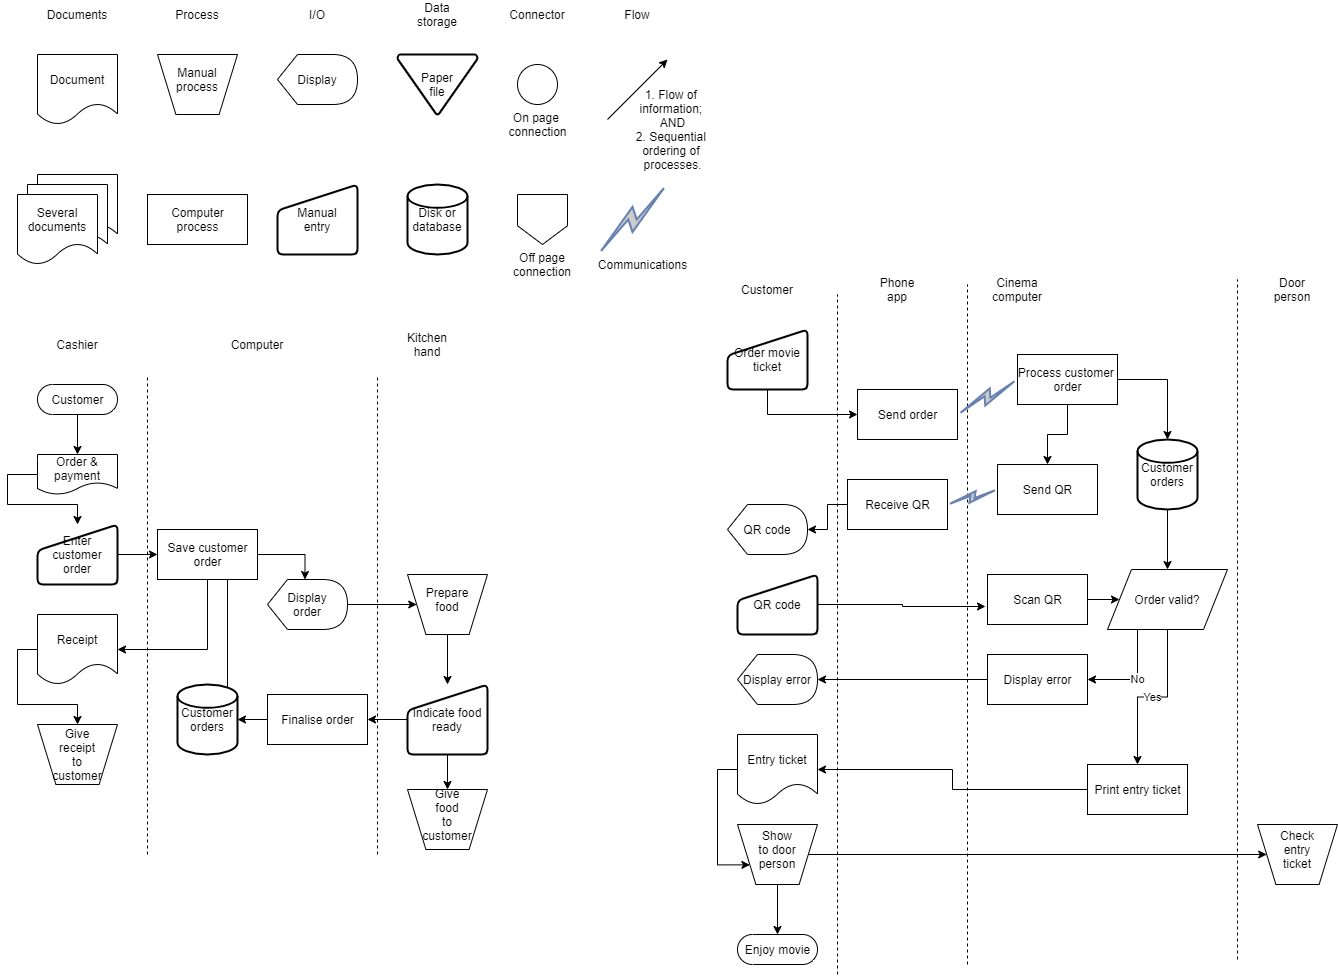 Documents
Process
I/O
Data
storage
Connector
Flow
Document
Manual
process
Display
Paper
file
On page
connection
1. Flow of
information;
AND
2. Sequential
ordering of
processes.
Several
documents
Computer
process
Manual
entry
Disk or
database
Off page
connection
Communications
Cashier
Computer
Kitchen
hand
Customer
Order &
payment
Enter
customer
order
Save customer
order
Display
order
Prepare
food
Receipt
Customer
orders
Finalise order
Indicate food
ready
Give
receipt
to
customer
Give
food
to
customer
Customer
Phone
app
Cinema
computer
Door
person
Order movie
ticket
Send order
Process customer
order
Customer
orders
Send QR
Receive QR
QR code
QR code
Scan QR
Order valid?
Display error
Display error
No
Yes
Entry ticket
Print entry ticket
Show
to door
person
Check
entry
ticket
Enjoy movie